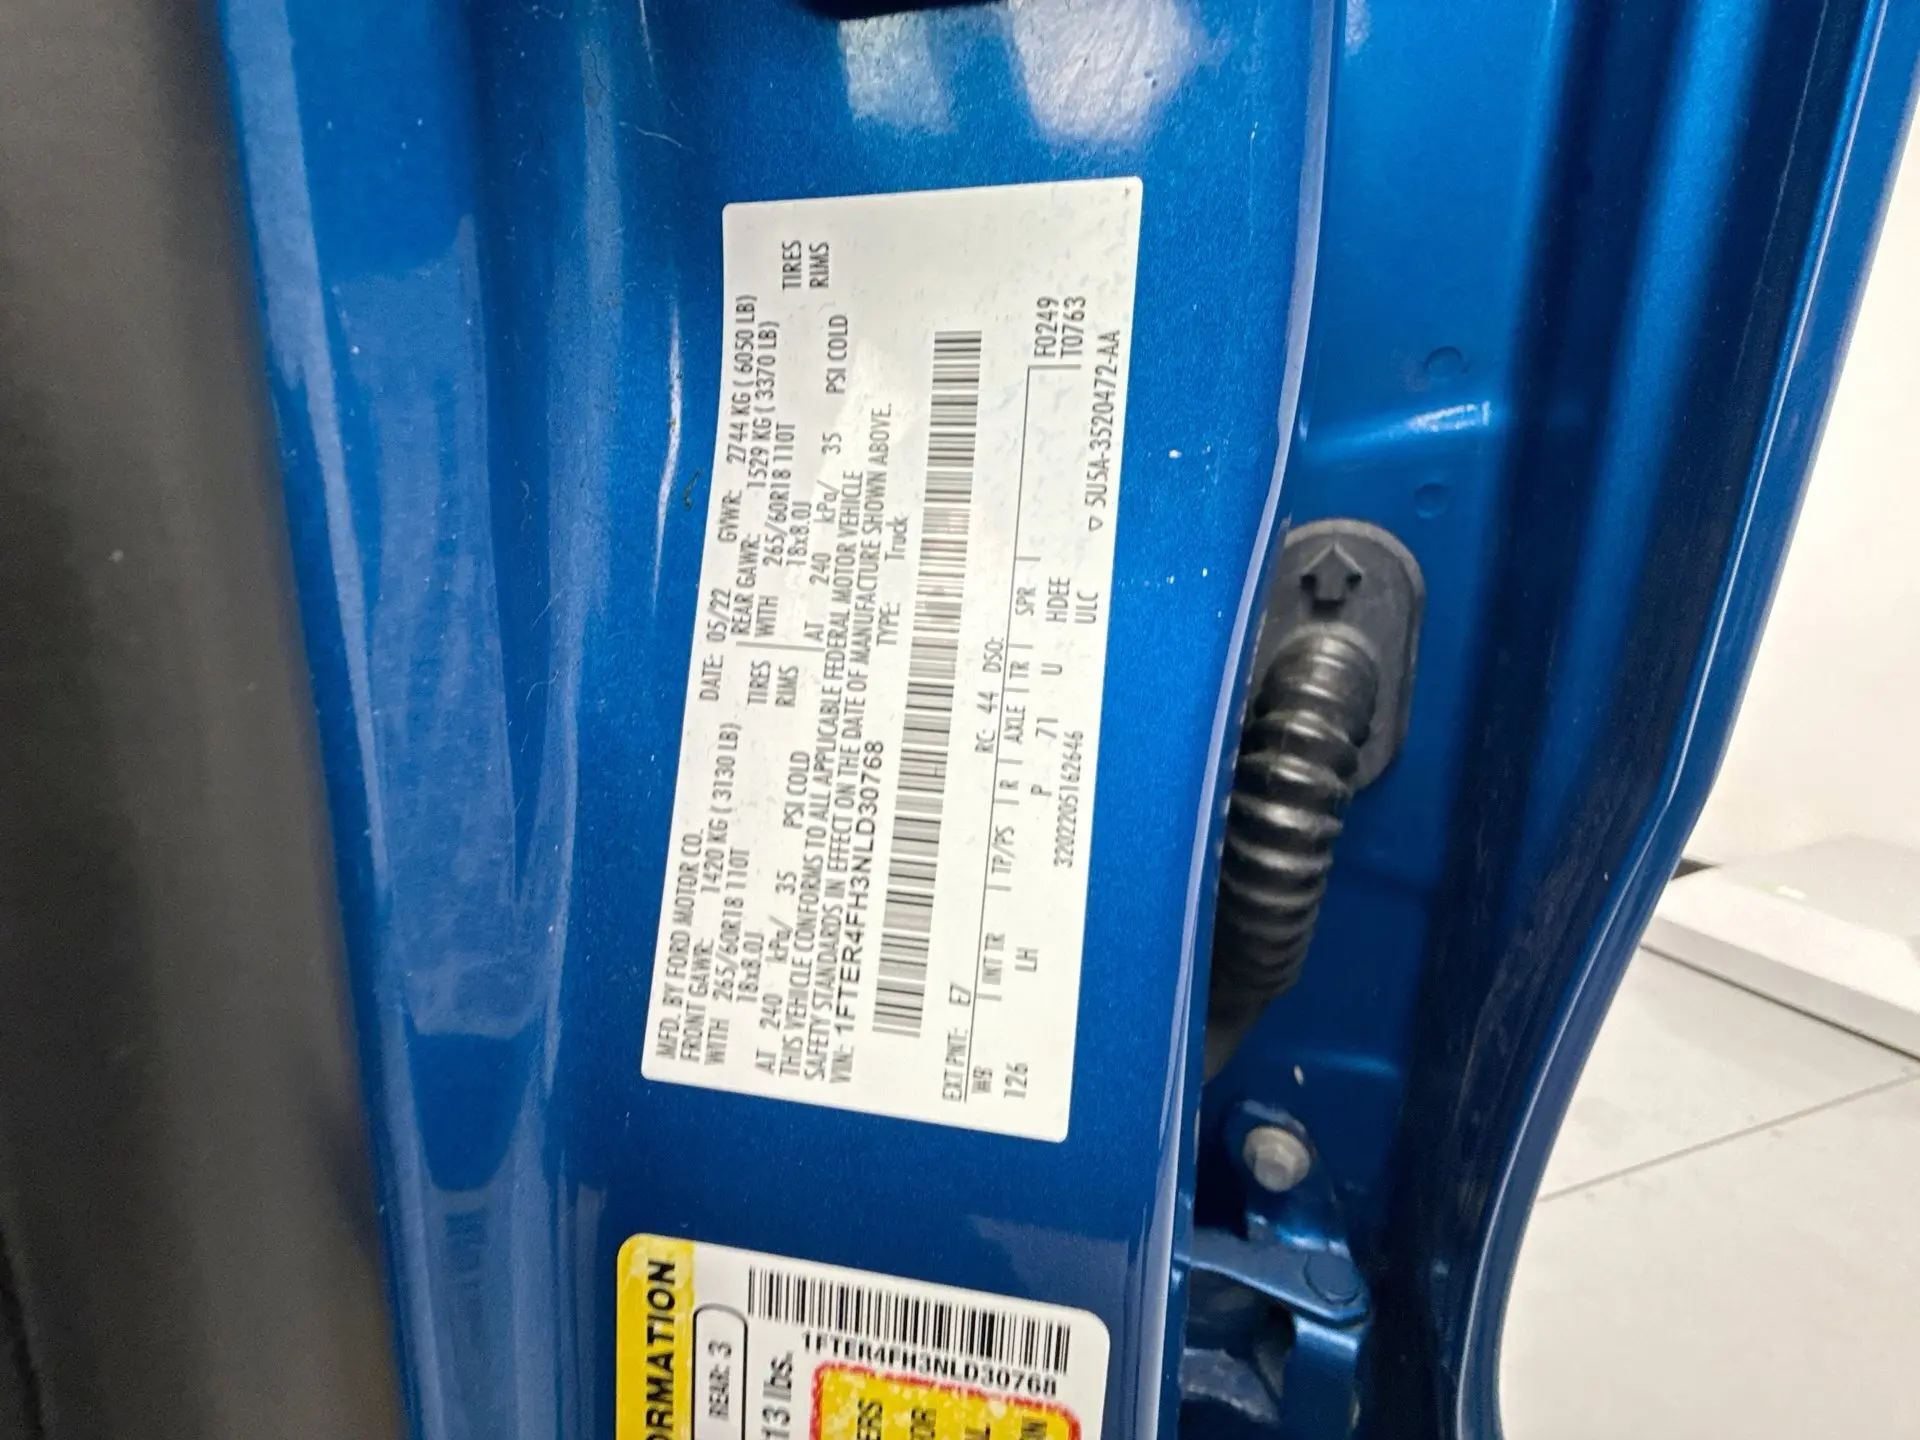 MFD. BY FORD MOTOR CO.
DATE: 05/22 GVWR: 2744 KG ( 6050 LB)
FRONT GAWR: 1420 KG ( 3130 LB)
REAR GAWR: 1529 KG ( 3370 LB)
WITH 265/60R18 110T TIRES
WITH 265/60R18 110T TIRES
18x8.0J RIMS
18x8.0J RIMS
AT 240 kPa/ 35 PSI COLD
AT 240 kPa/ 35 PSI COLD
THIS VEHICLE CONFORMS TO ALL APPLICABLE FEDERAL MOTOR VEHICLE
SAFETY STANDARDS IN EFFECT ON THE DATE OF MANUFACTURE SHOWN ABOVE.
VIN: 1FTER4FH3NLD30768 TYPE: Truck
EXT PNT: E7 RC: 44 DSO:
WB INT TR TP/PS R AXLE TR SPR F0249
126 LH P 71 U HDEE T0763
3202205162646 ULC ▽ 5U5A-3520472-AA
ORMATION
REAR: 3
13 lbs.
1FTER4FH3NLD30768
ERS
OR
AL
AN